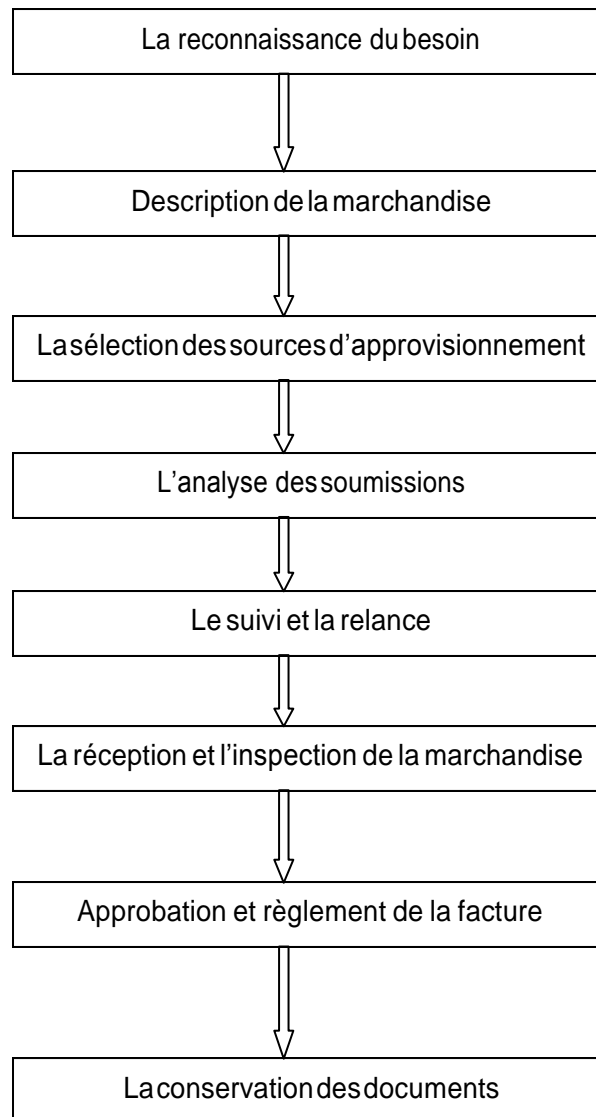 La reconnaissance du besoin
Description de la marchandise
La sélection des sources d’approvisionnement
L’analyse des soumissions
Le suivi et la relance
La réception et l’inspection de la marchandise
Approbation et règlement de la facture
La conservation des documents